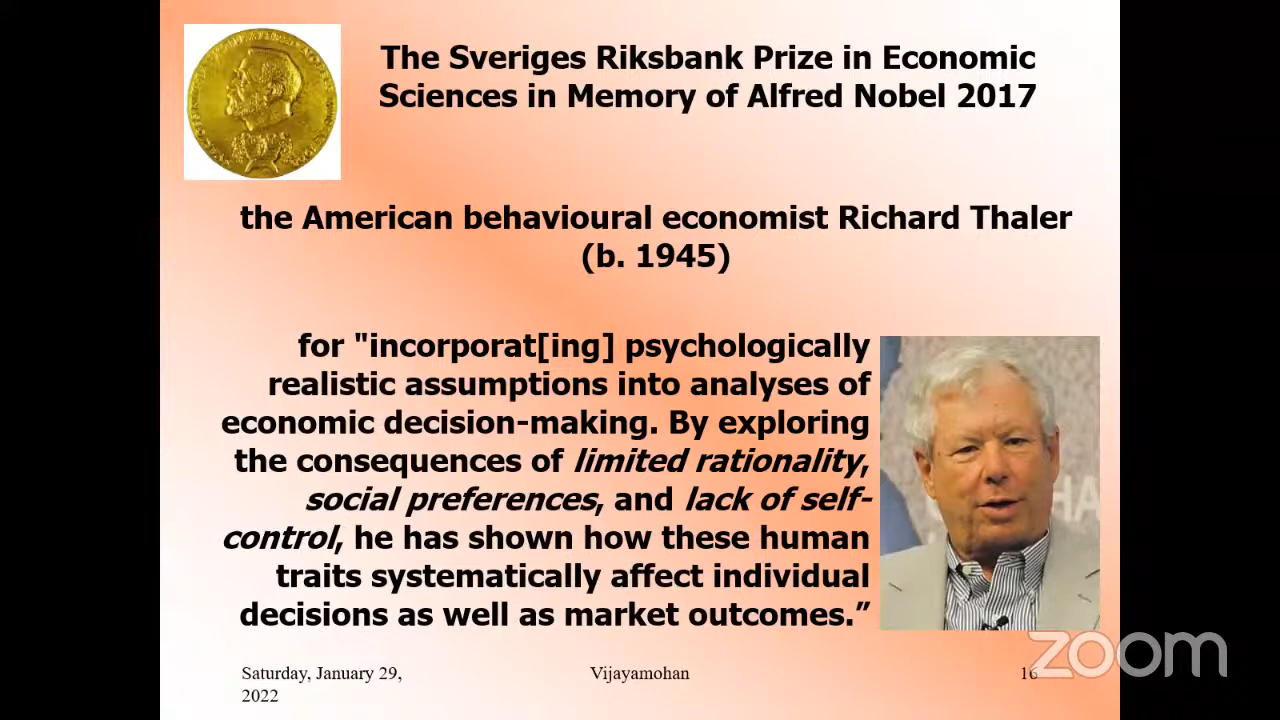 The Sveriges Riksbank Prize in Economic
Sciences in Memory of Alfred Nobel 2017
the American behavioural economist Richard Thaler
(b. 1945)
for "incorporat[ing] psychologically
realistic assumptions into analyses of
economic decision-making. By exploring
the consequences of limited rationality,
social preferences, and lack of self-
control, he has shown how these human
traits systematically affect individual
decisions as well as market outcomes.”
Saturday, January 29,
2022
Vijayamohan
16
zoom